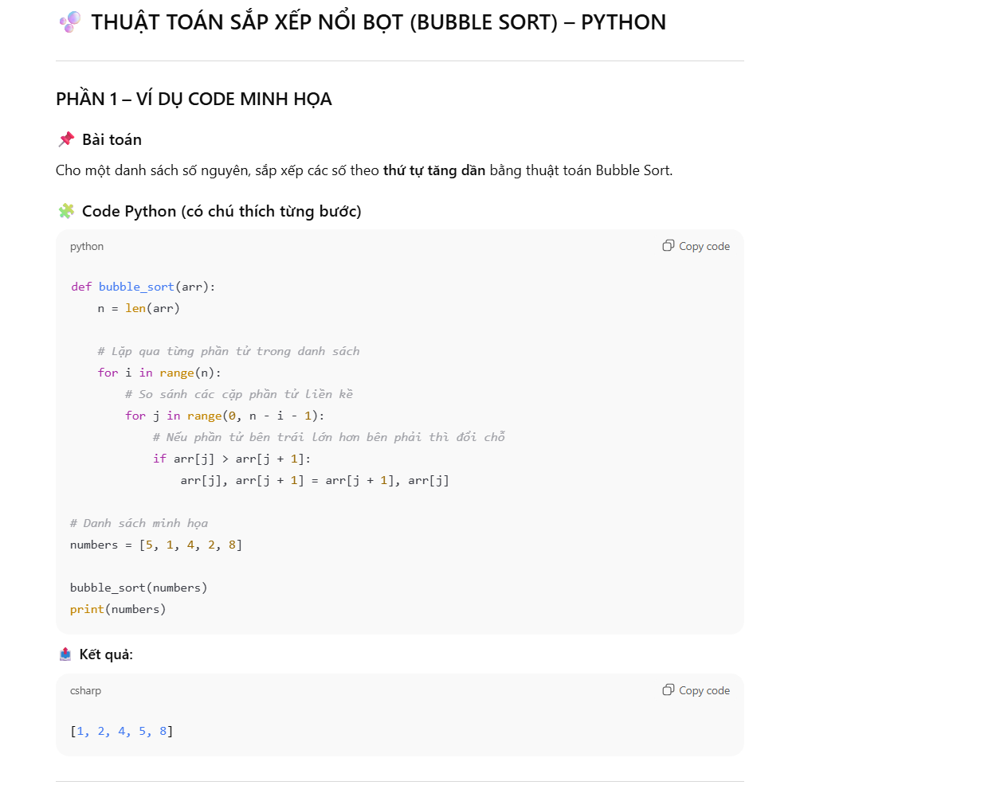 THUẬT TOÁN SẮP XẾP NỔI BỌT (BUBBLE SORT) – PYTHON
PHẦN 1 – VÍ DỤ CODE MINH HỌA
Bài toán
Cho một danh sách số nguyên, sắp xếp các số theo thứ tự tăng dần bằng thuật toán Bubble Sort.
Code Python (có chú thích từng bước)
python
Copy code
def bubble_sort(arr):
    n = len(arr)
    # Lặp qua từng phần tử trong danh sách
    for i in range(n):
        # So sánh các cặp phần tử liền kề
        for j in range(0, n - i - 1):
            # Nếu phần tử bên trái lớn hơn bên phải thì đổi chỗ
            if arr[j] > arr[j + 1]:
                arr[j], arr[j + 1] = arr[j + 1], arr[j]
# Danh sách minh họa
numbers = [5, 1, 4, 2, 8]
bubble_sort(numbers)
print(numbers)
Kết quả:
csharp
Copy code
[1, 2, 4, 5, 8]